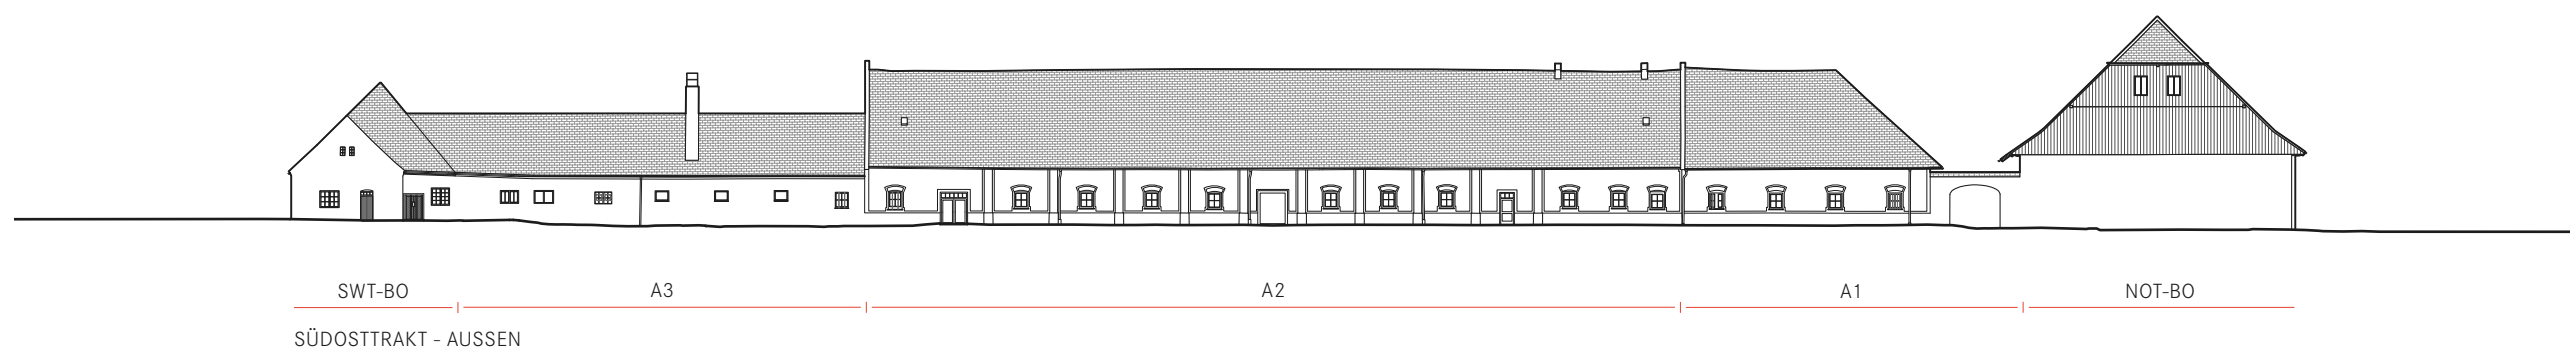 SWT-BO A3 A2 A1 NOT-BO
SÜDOSTTRAKT - AUSSEN